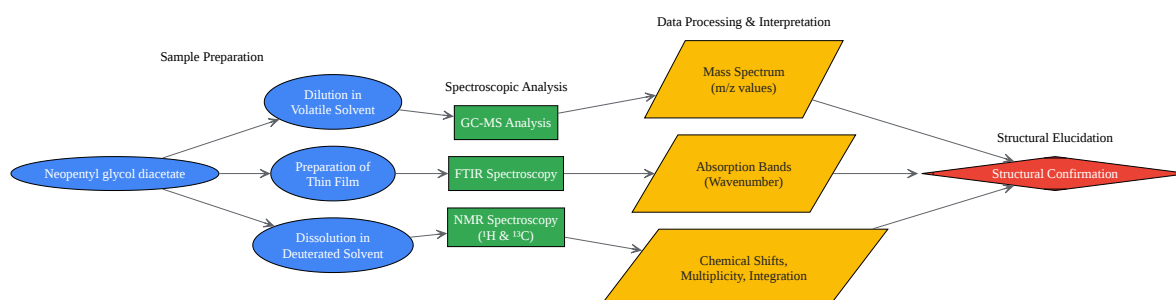 Sample Preparation
Neopentyl glycol diacetate
Dilution in
Volatile Solvent
Preparation of
Thin Film
Dissolution in
Deuterated Solvent
Spectroscopic Analysis
GC-MS Analysis
FTIR Spectroscopy
NMR Spectroscopy
(¹H & ¹³C)
Data Processing & Interpretation
Mass Spectrum
(m/z values)
Absorption Bands
(Wavenumber)
Chemical Shifts,
Multiplicity, Integration
Structural Elucidation
Structural Confirmation